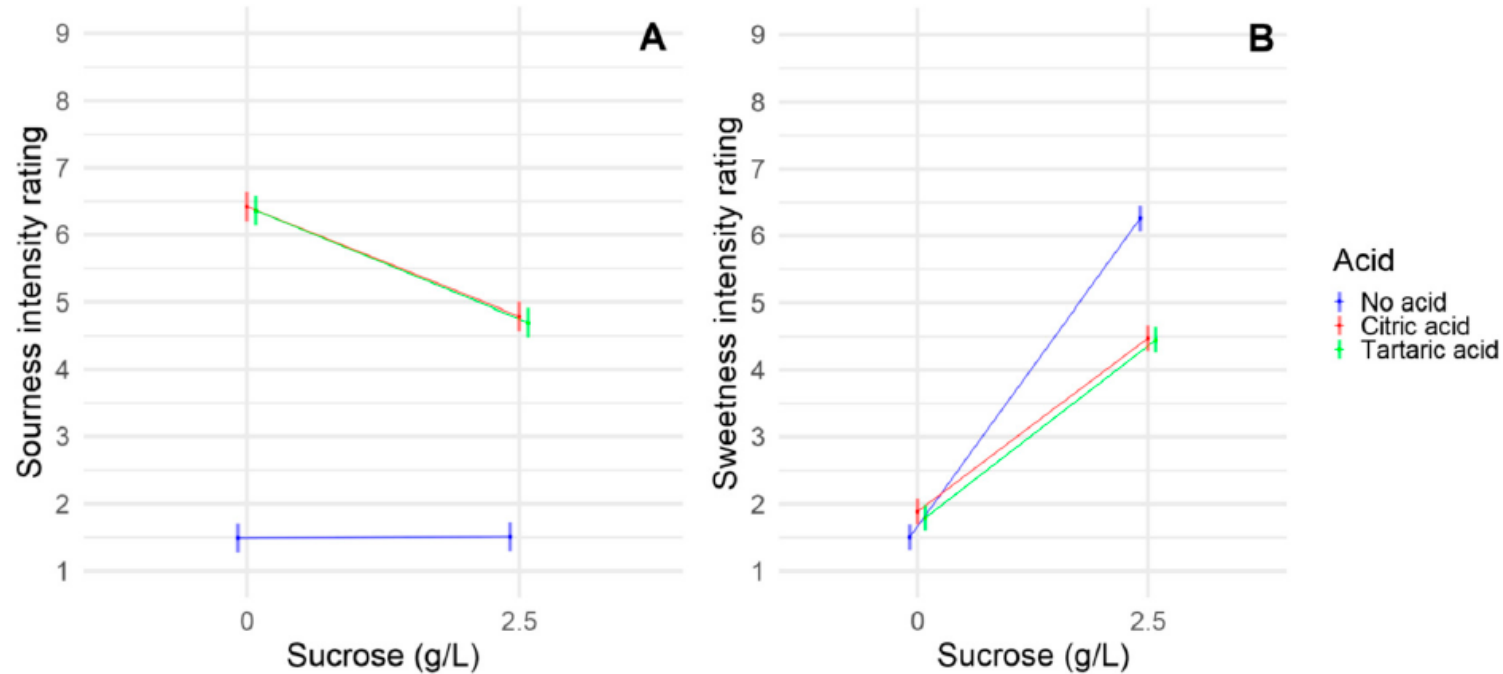 A
Sourness intensity rating
9
8
7
6
5
4
3
2
1
0 2.5
Sucrose (g/L)
B
Sweetness intensity rating
9
8
7
6
5
4
3
2
1
0 2.5
Sucrose (g/L)
Acid
No acid
Citric acid
Tartaric acid